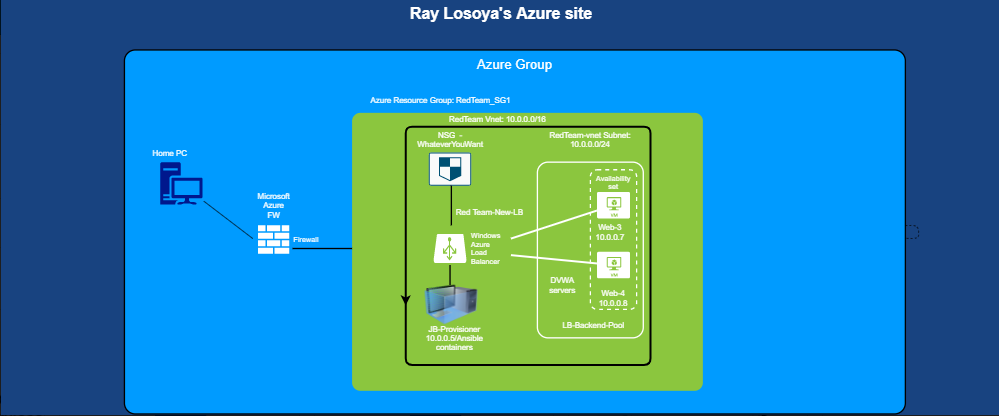 Ray Losoya's Azure site
Azure Group
Azure Resource Group: RedTeam_SG1
RedTeam Vnet: 10.0.0.0/16
NSG -
WhateverYouWant
RedTeam-vnet Subnet:
10.0.0.0/24
Home PC
Availability
set
VM
Microsoft
Azure
FW
Red Team-New-LB
Web-3
10.0.0.7
Firewall
Windows
Azure
Load
Balancer
VM
DVWA
servers
Web-4
10.0.0.8
LB-Backend-Pool
JB-Provisioner
10.0.0.5/Ansible
containers